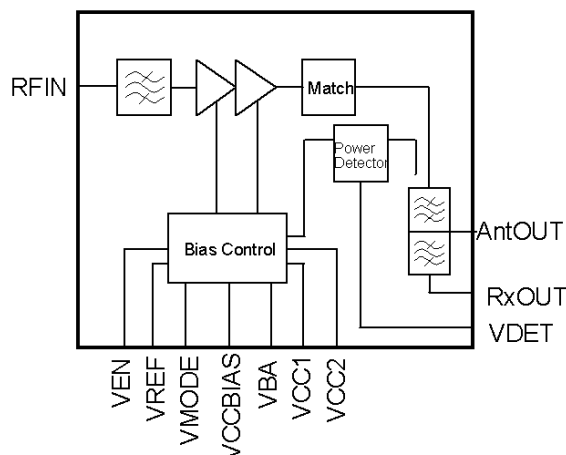 RFIN
Match
Power
Detector
Bias Control
AntOUT
RxOUT
VDET
VEN
VREF
VMODE
VCCBIAS
VBA
VCC1
VCC2